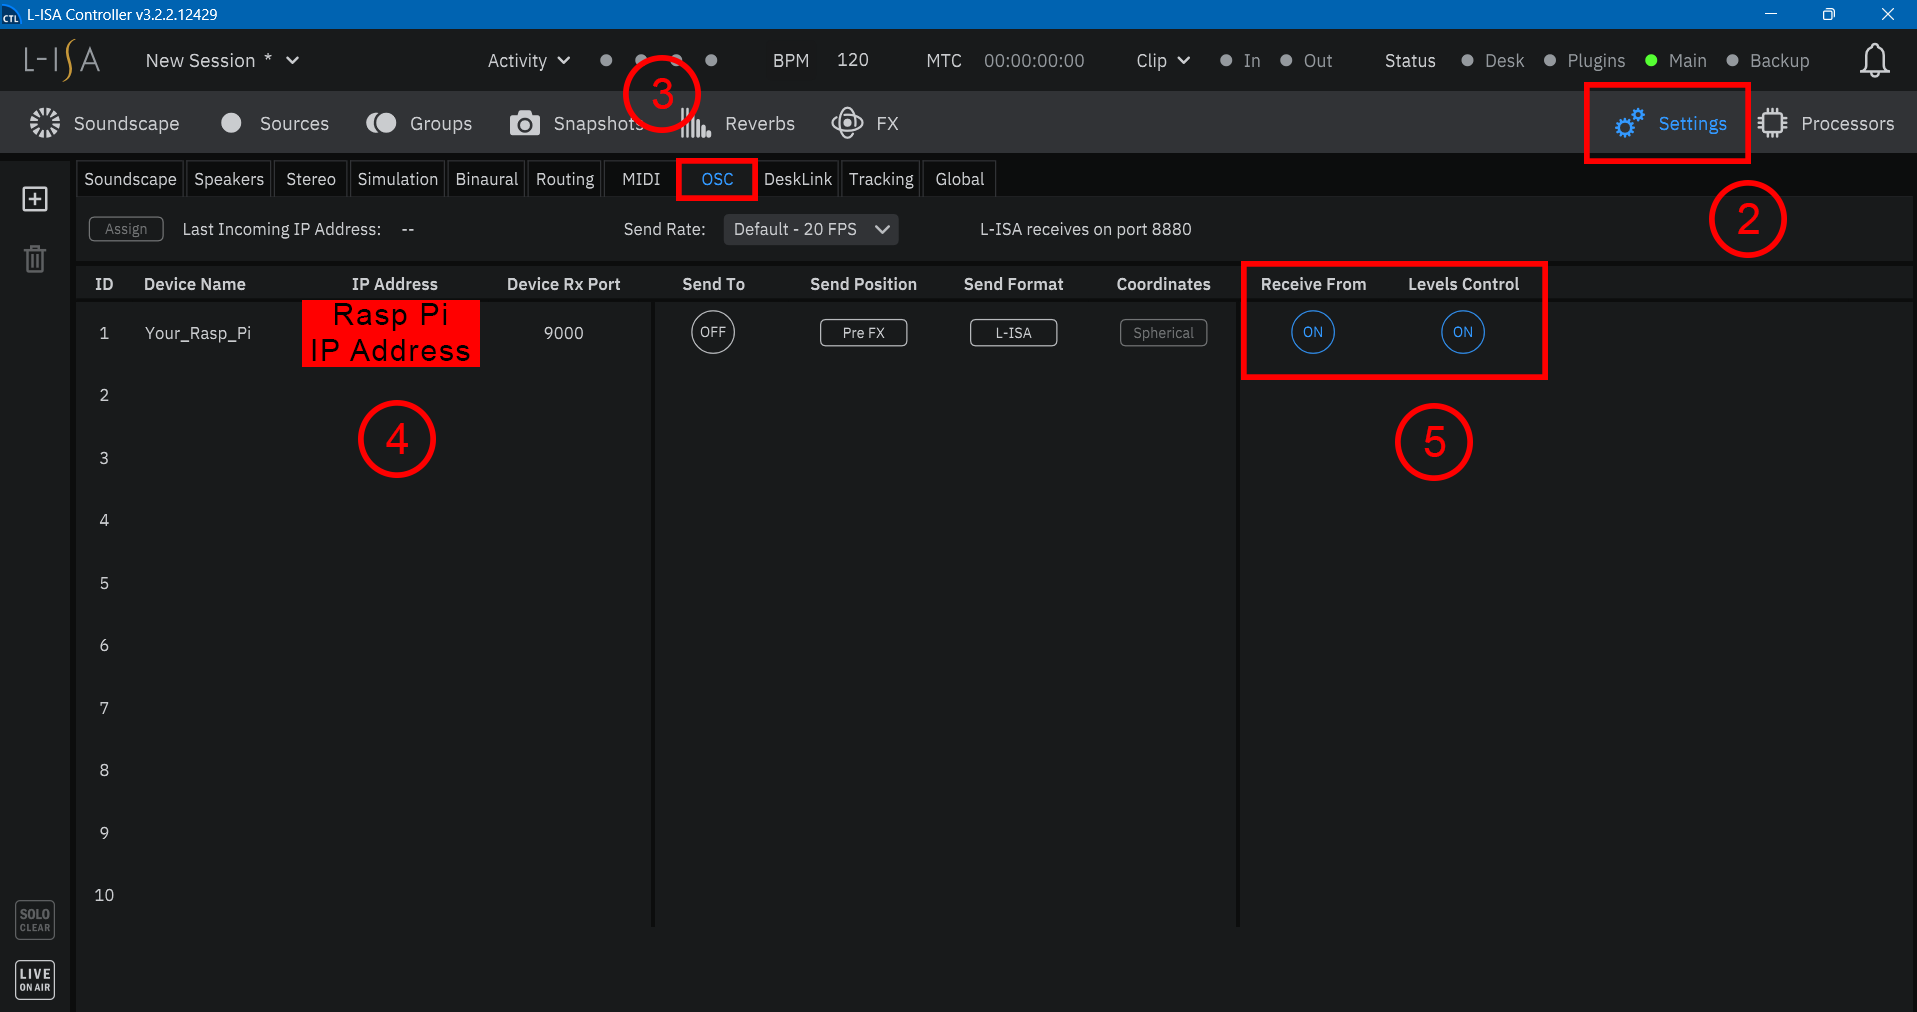 CTL L-ISA Controller v3.2.2.12429
L-ISA New Session * Activity BPM 120 MTC 00:00:00:00 Clip In Out Status Desk Plugins Main Backup
3
Soundscape Sources Groups Snapshots Reverbs FX Settings Processors
Soundscape Speakers Stereo Simulation Binaural Routing MIDI OSC DeskLink Tracking Global
2
Assign Last Incoming IP Address: -- Send Rate: Default - 20 FPS L-ISA receives on port 8880
ID Device Name IP Address Device Rx Port Send To Send Position Send Format Coordinates Receive From Levels Control
1 Your_Rasp_Pi Rasp Pi 9000 OFF Pre FX L-ISA Spherical ON ON
IP Address
2
4 5
3
4
5
6
7
8
9
10
SOLO
CLEAR
LIVE
ON AIR